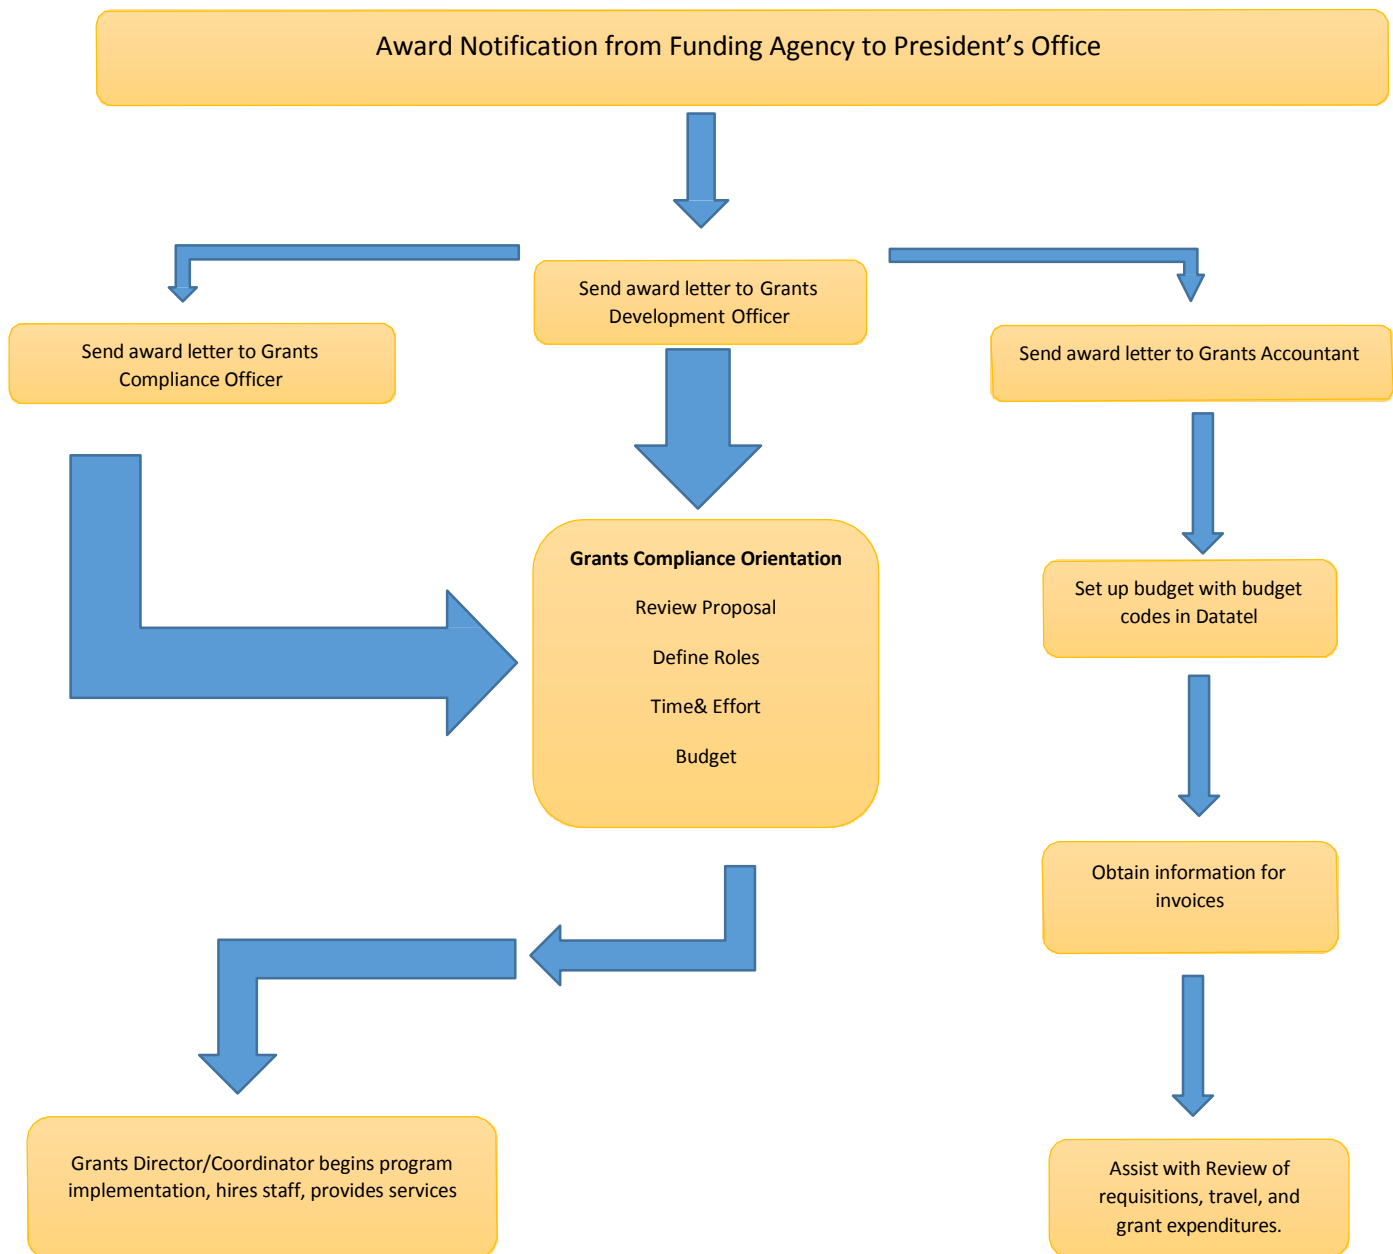 Award Notification from Funding Agency to President’s Office
Send award letter to Grants
Development Officer
Send award letter to Grants
Compliance Officer
Send award letter to Grants Accountant
Grants Compliance Orientation
Review Proposal
Define Roles
Time& Effort
Budget
Set up budget with budget
codes in Datatel
Obtain information for
invoices
Grants Director/Coordinator begins program
implementation, hires staff, provides services
Assist with Review of
requisitions, travel, and
grant expenditures.